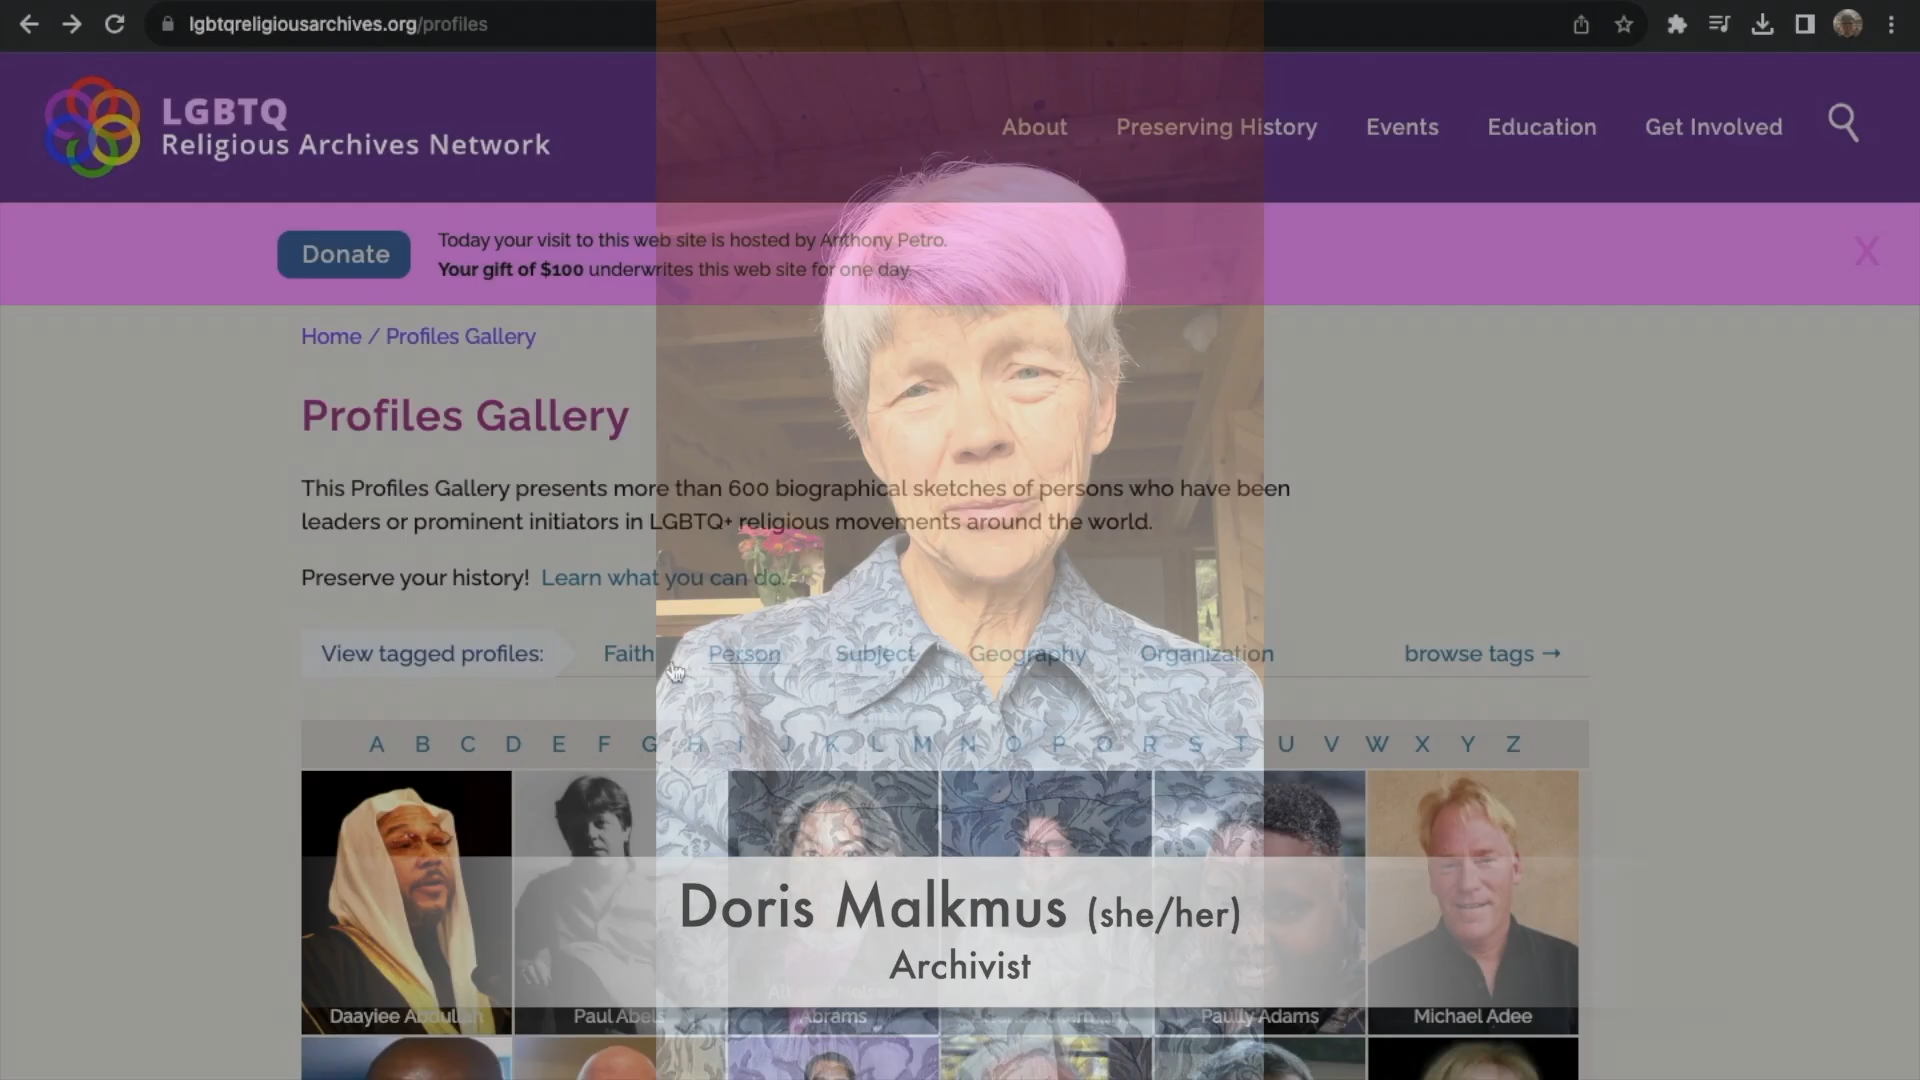 lgbtqreligiousarchives.org/profiles
LGBTQ
Religious Archives Network
About Preserving History Events Education Get Involved
Donate
Today your visit to this web site is hosted by Anthony Petro.
Your gift of $100 underwrites this web site for one day.
X
Home / Profiles Gallery
Profiles Gallery
This Profiles Gallery presents more than 600 biographical sketches of persons who have been
leaders or prominent initiators in LGBTQ+ religious movements around the world.
Preserve your history! Learn what you can do.
View tagged profiles: Faith Person Subject Geography Organization browse tags →
A B C D E F G H I J K L M N O P Q R S T U V W X Y Z
Doris Malkmus (she/her)
Archivist
Daayiee Abdullah Paul Abels Abrams Paully Adams Michael Adee